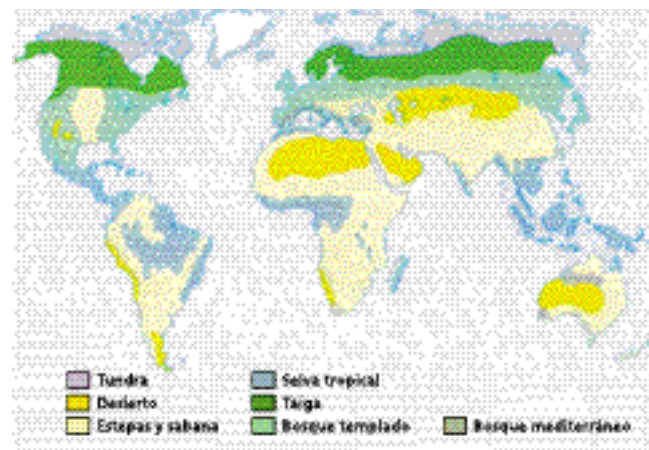 Tundra
Selva tropical
Desierto
Taiga
Estepas y sabana
Bosque templado
Bosque mediterráneo